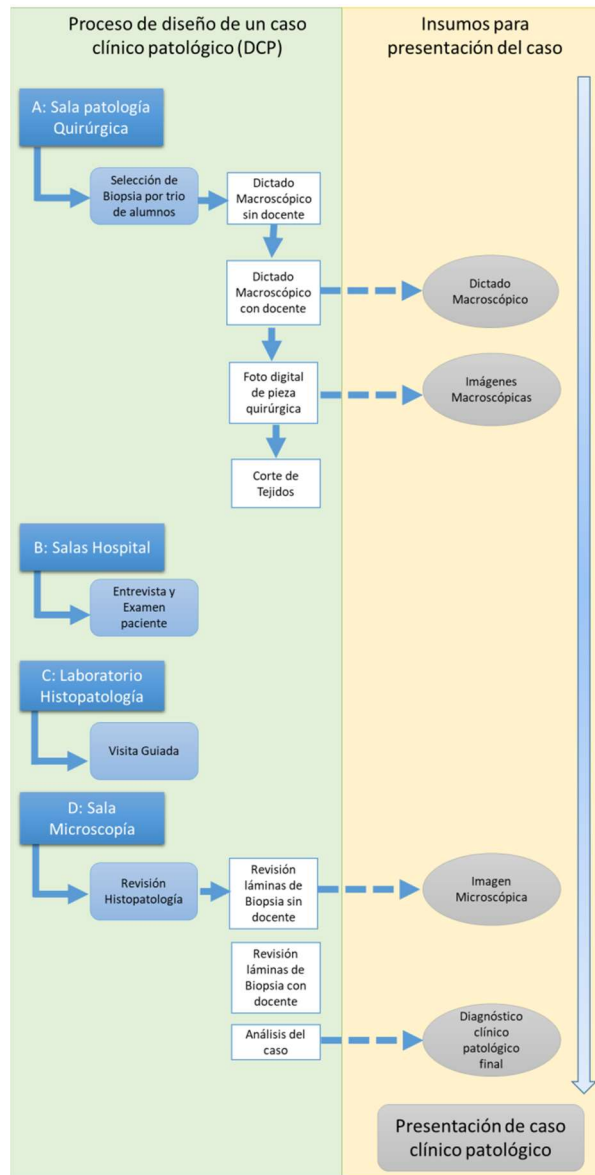 Proceso de diseño de un caso
clínico patológico (DCP)
Insumos para
presentación del caso
A: Sala patología
Quirúrgica
Selección de
Biopsia por trio
de alumnos
Dictado
Macroscópico
sin docente
Dictado
Macroscópico
con docente
Dictado
Macroscópico
Foto digital
de pieza
quirúrgica
Imágenes
Macroscópicas
Corte de
Tejidos
B: Salas Hospital
Entrevista y
Examen
paciente
C: Laboratorio
Histopatología
Visita Guiada
D: Sala
Microscopía
Revisión
Histopatología
Revisión
láminas de
Biopsia sin
docente
Imagen
Microscópica
Revisión
láminas de
Biopsia con
docente
Análisis del
caso
Diagnóstico
clínico
patológico
final
Presentación de caso
clínico patológico